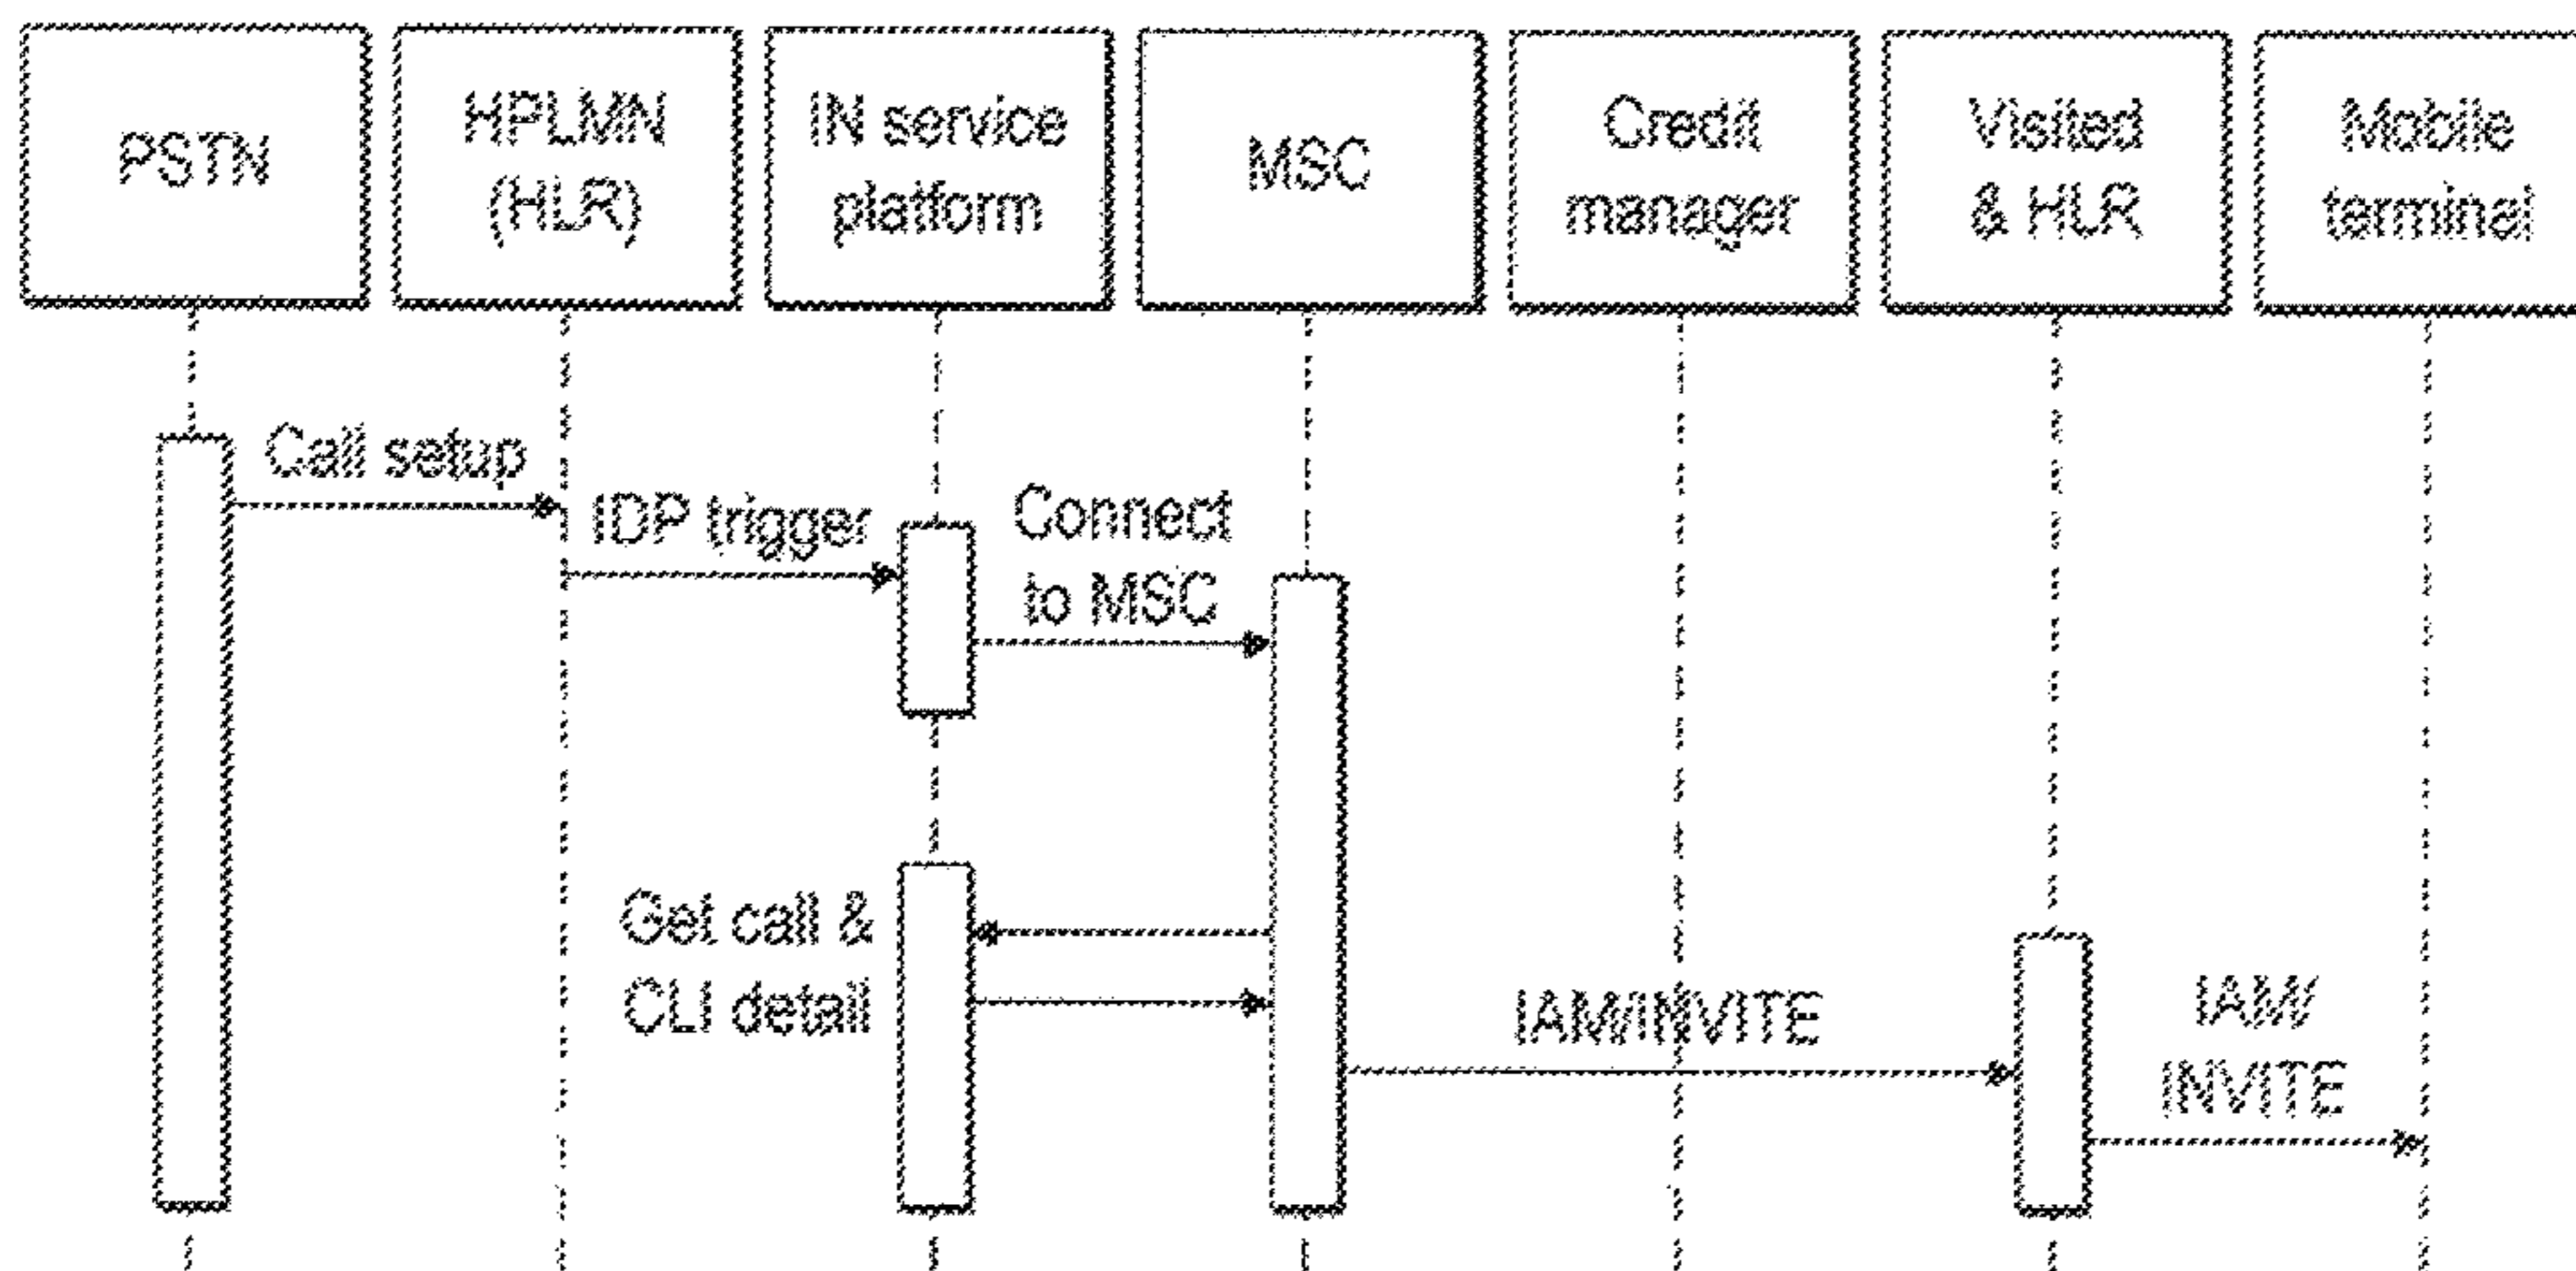 PSTN
HPLMN
(HLR)
IN service
platform
MSC
Credit
manager
Visited
& HLR
Mobile
terminal
Call setup
IDP trigger
Connect
to MSC
Get call &
CLI detail
IAM/INVITE
IAM/
INVITE